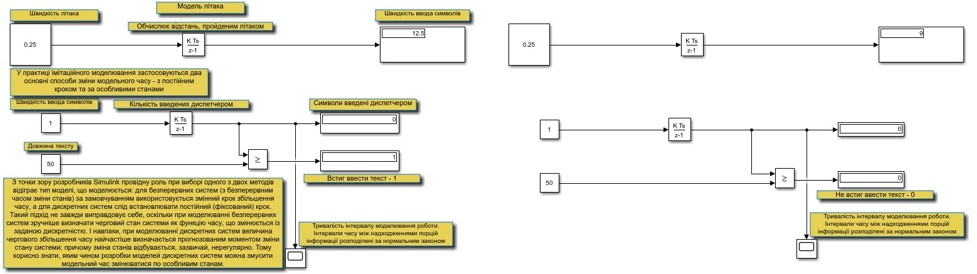 Модель літака
Швидкість літака
Швидкість ввода символів
Обчислює відстань, пройденим літаком
0.25
K Ts
z-1
12.5
У практиці імітаційного моделювання застосовуються два
основні способи зміни модельного часу - з постійним
кроком та за особливими станами
Швидкість ввода символів
Кількість введених диспетчером
Символи введені диспетчером
1
K Ts
z-1
0
Довжина тексту
50
≥
1
Встиг ввести текст - 1
З точки зору розробників Simulink провідну роль при виборі одного з двох методів
відіграє тип моделі, що моделюється: для безперервних систем (з безперервним
часом зміни станів) за замовчуванням використовується змінний крок збільшення
часу, а для дискретних систем слід встановлювати постійний (фіксований) крок.
Такий підхід не завжди виправдовує себе, оскільки при моделюванні безперервних
систем зручніше визначати черговий стан системи як функцію часу, що змінюється із
заданою дискретністю. І навпаки, при моделюванні дискретних систем величина
чергового збільшення часу найчастіше визначається прогнозованим моментом зміни
стану системи; причому зміна станів відбувається, зазвичай, нерегулярно. Тому
корисно знати, яким чином розробки моделей дискретних систем можна змусити
модельний час змінюватися по особливим станам.
Тривалість інтервалу моделювання роботи.
Інтервали часу між надходженнями порцій
інформації розподілені за нормальним законом
0.25
K Ts
z-1
9
1
K Ts
z-1
0
50
≥
0
Не встиг ввести текст - 0
Тривалість інтервалу моделювання роботи.
Інтервали часу між надходженнями порцій
інформації розподілені за нормальним законом